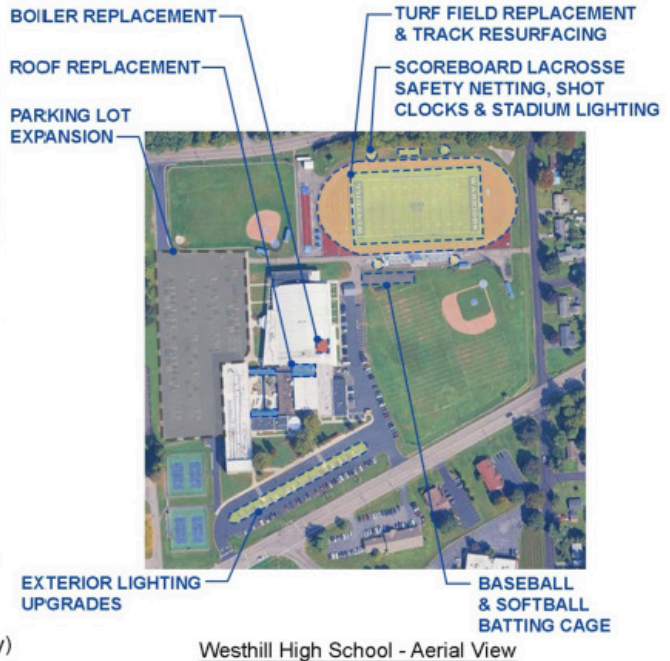 BOILER REPLACEMENT
ROOF REPLACEMENT
PARKING LOT
EXPANSION
TURF FIELD REPLACEMENT
& TRACK RESURFACING
SCOREBOARD LACROSSE
SAFETY NETTING, SHOT
CLOCKS & STADIUM LIGHTING
EXTERIOR LIGHTING
UPGRADES
BASEBALL
& SOFTBALL
BATTING CAGE
Westhill High School - Aerial View